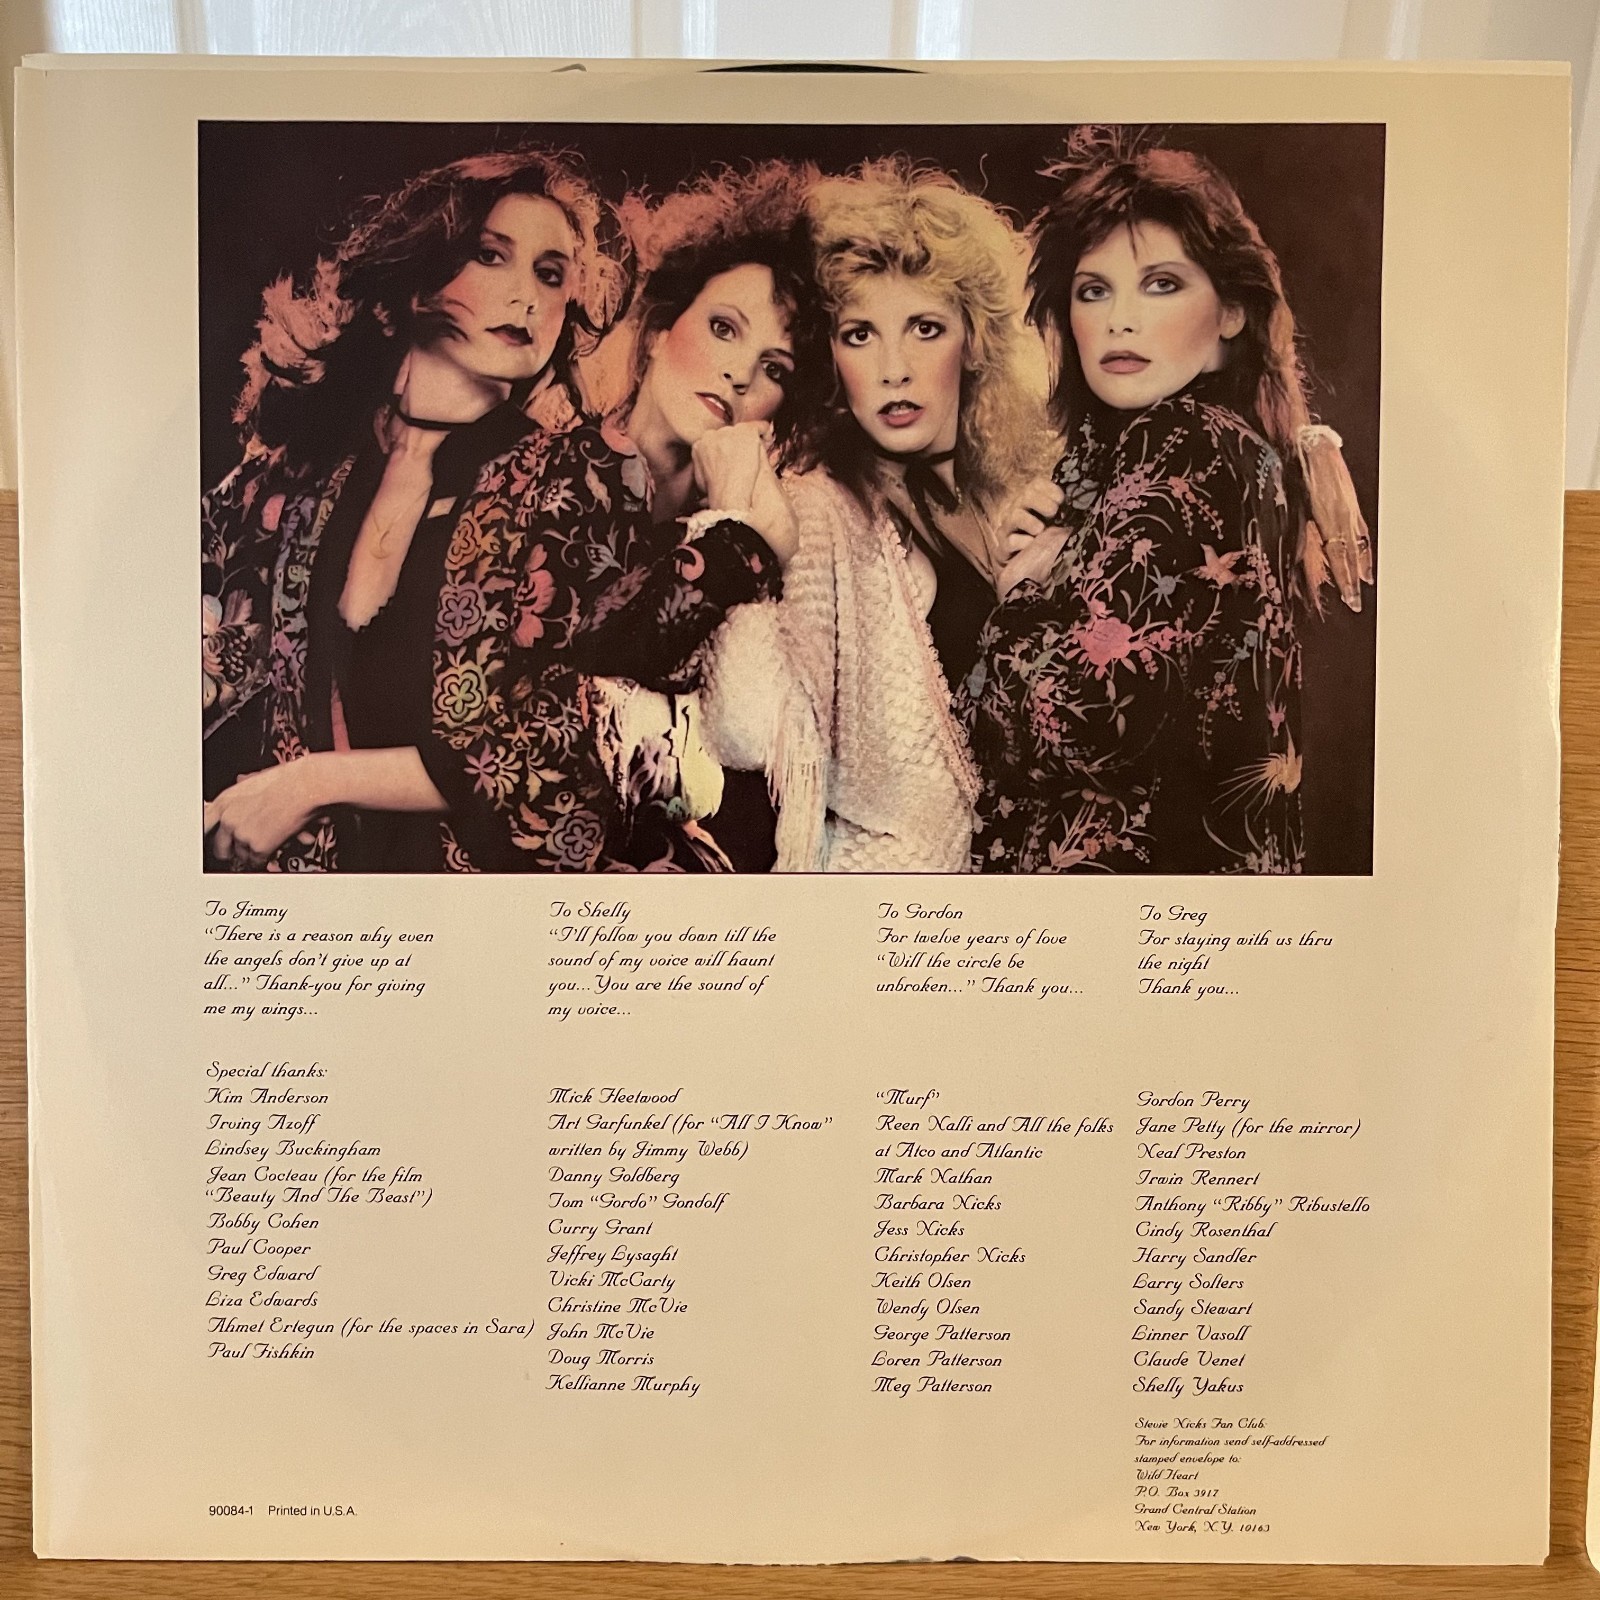 To Jimmy
“There is a reason why even
the angels don't give up at
all...” Thank-you for giving
me my wings...
To Shelly
“I'll follow you down till the
sound of my voice will haunt
you... You are the sound of
my voice...
To Gordon
For twelve years of love
“Will the circle be
unbroken...” Thank you...
To Greg
For staying with us thru
the night
Thank you...
Special thanks:
Kim Anderson
Irving Azoff
Lindsey Buckingham
Jean Cocteau (for the film
“Beauty And The Beast”)
Bobby Cohen
Paul Cooper
Greg Edward
Liza Edwards
Ahmet Ertegun (for the spaces in Sara)
Paul Fishkin
Mick Fleetwood
Art Garfunkel (for “All I Know”
written by Jimmy Webb)
Danny Goldberg
Tom “Gordo” Gondolf
Curry Grant
Jeffrey Lysaght
Vicki McCarty
Christine McVie
John McVie
Doug Morris
Kellianne Murphy
“Murf”
Reen Nalli and All the folks
at Atco and Atlantic
Mark Nathan
Barbara Nicks
Jess Nicks
Christopher Nicks
Keith Olsen
Wendy Olsen
George Patterson
Loren Patterson
Meg Patterson
Gordon Perry
Jane Petty (for the mirror)
Neal Preston
Irwin Rennert
Anthony “Ribby” Ribustello
Cindy Rosenthal
Harry Sandler
Larry Solters
Sandy Stewart
Linner Vasoll
Claude Venet
Shelly Yakus
Stevie Nicks Fan Club:
For information send self-addressed
stamped envelope to:
Wild Heart
P.O. Box 3917
Grand Central Station
New York, N.Y. 10163
90084-1 Printed in U.S.A.